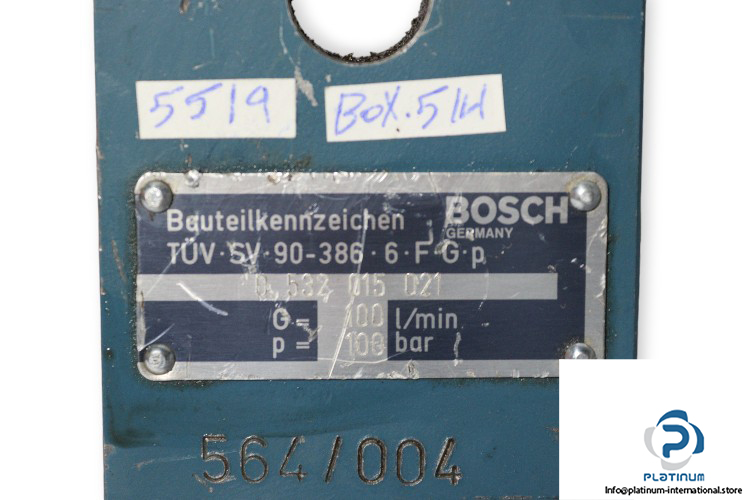 5519
BOX.5IH
Bauteilkennzeichen
BOSCH
GERMANY
TÜV·SV·90-386·6·F·G·p
0 532 015 021
G= 100 l/min
p= 100 bar
564/004
PLATINUM
Info@platinum-international.store